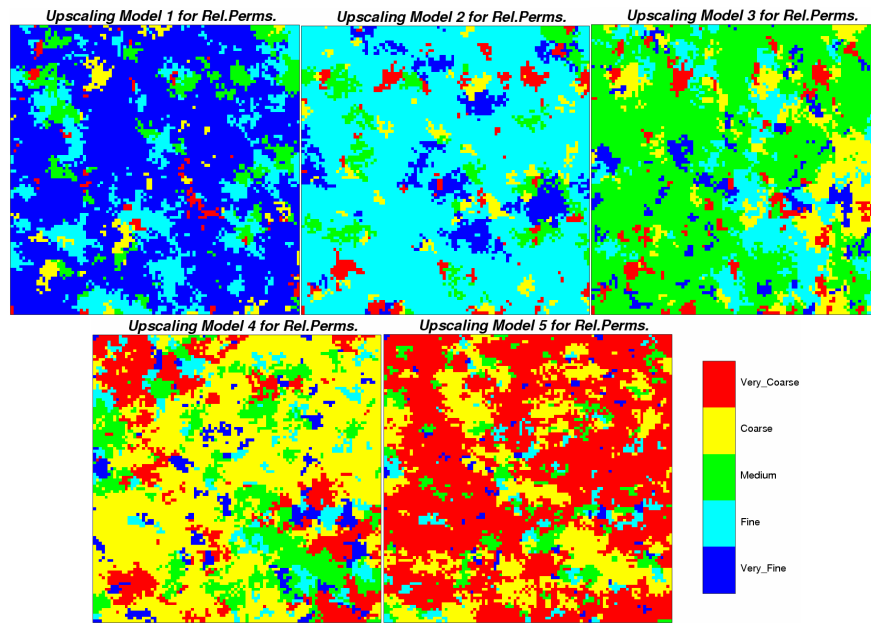 Upscaling Model 1 for Rel.Perms.
Upscaling Model 2 for Rel.Perms.
Upscaling Model 3 for Rel.Perms.
Upscaling Model 4 for Rel.Perms.
Upscaling Model 5 for Rel.Perms.
Very_Coarse
Coarse
Medium
Fine
Very_Fine